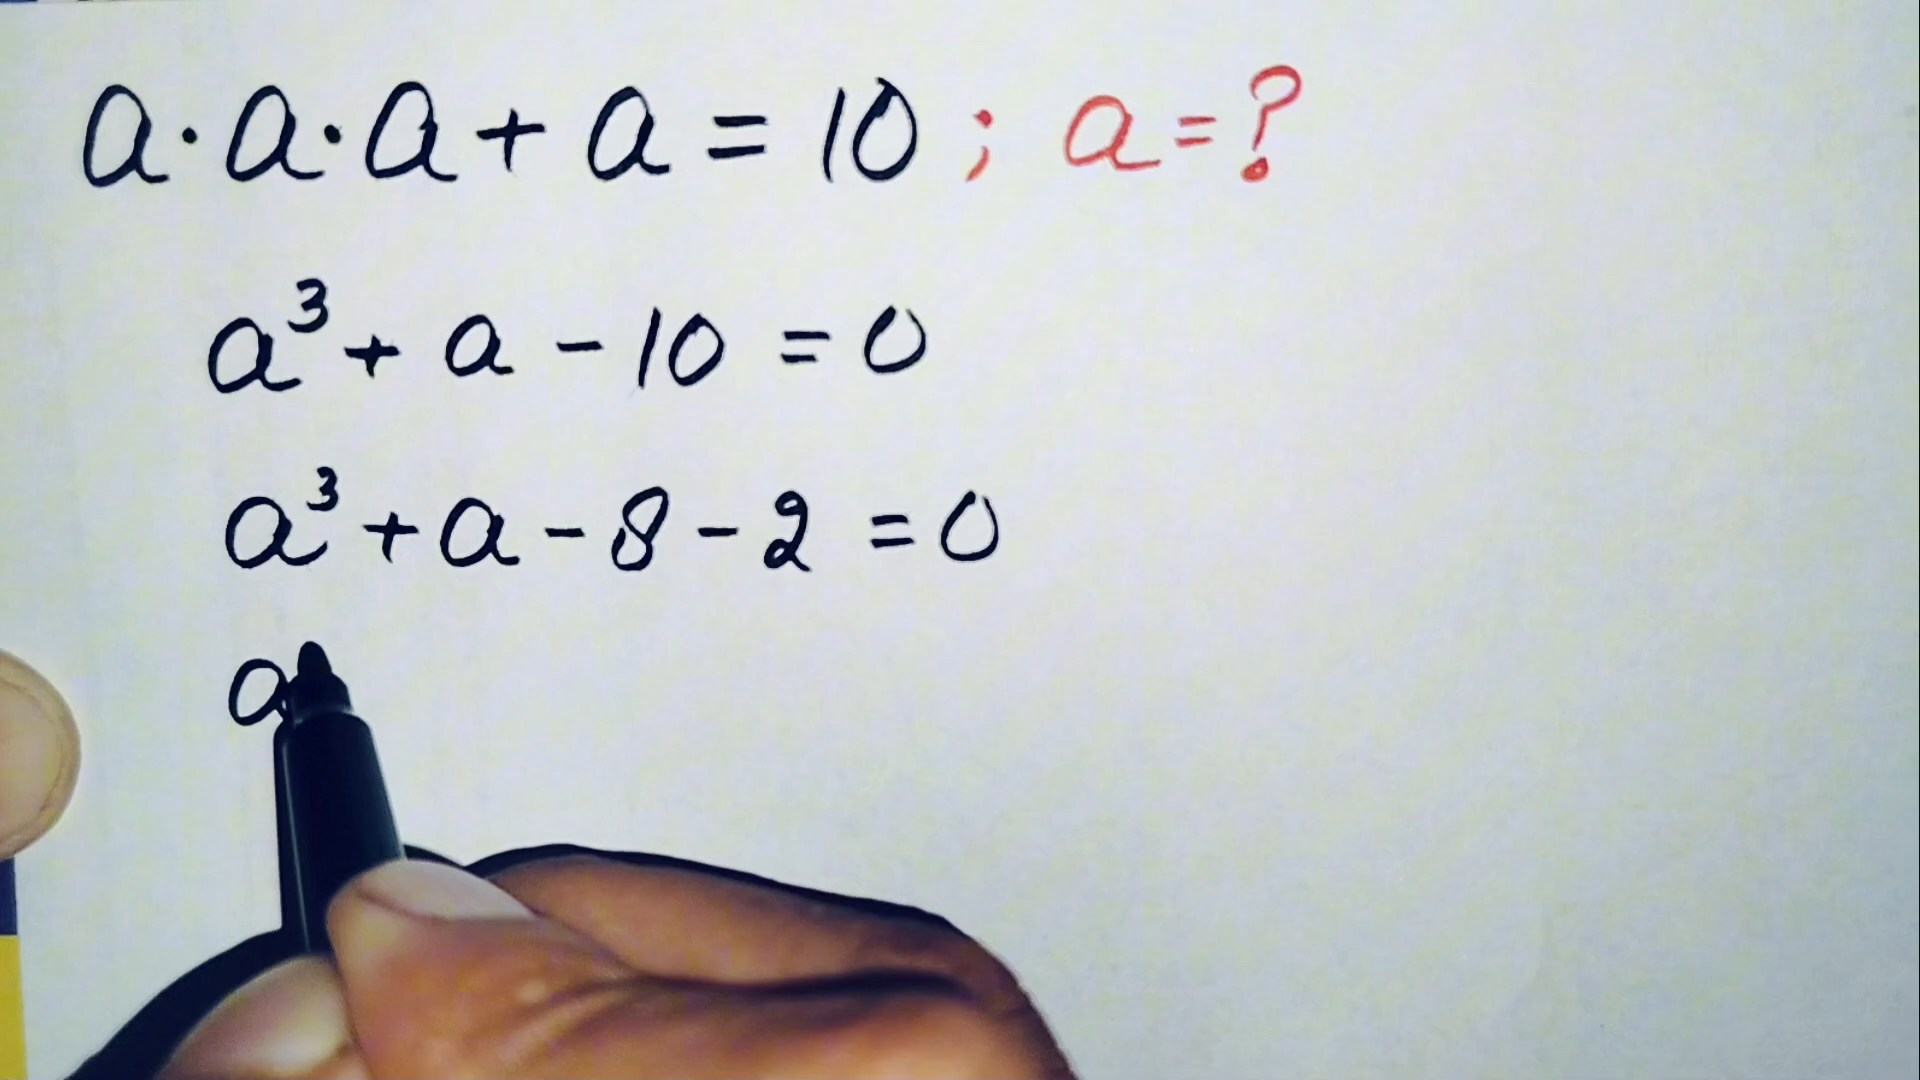 a·a·a + a = 10 ; a = ?
a³ + a - 10 = 0
a³ + a - 8 - 2 = 0
a